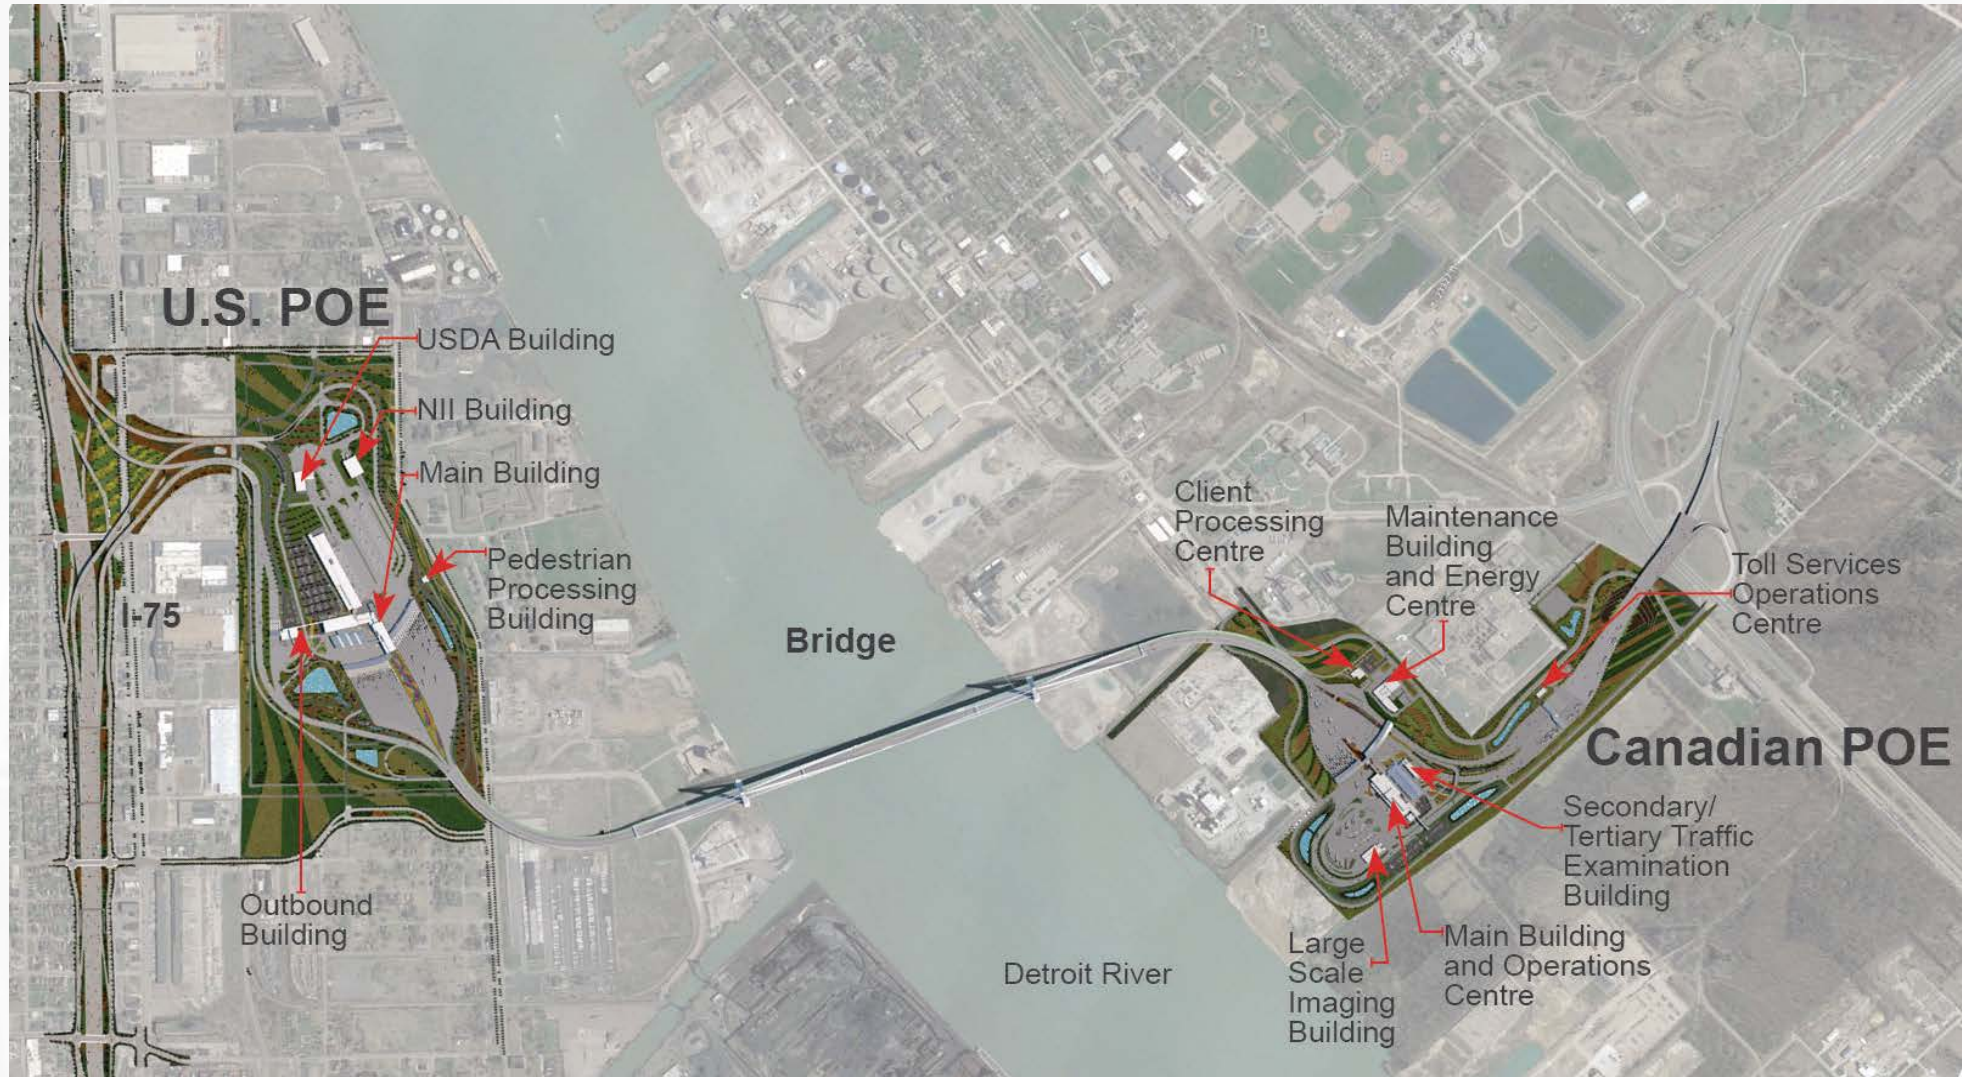 U.S. POE
USDA Building
NII Building
Main Building
Pedestrian
Processing
Building
I-75
Outbound
Building
Bridge
Detroit River
Client
Processing
Centre
Maintenance
Building
and Energy
Centre
Toll Services
Operations
Centre
Canadian POE
Secondary/
Tertiary Traffic
Examination
Building
Main Building
and Operations
Centre
Large
Scale
Imaging
Building